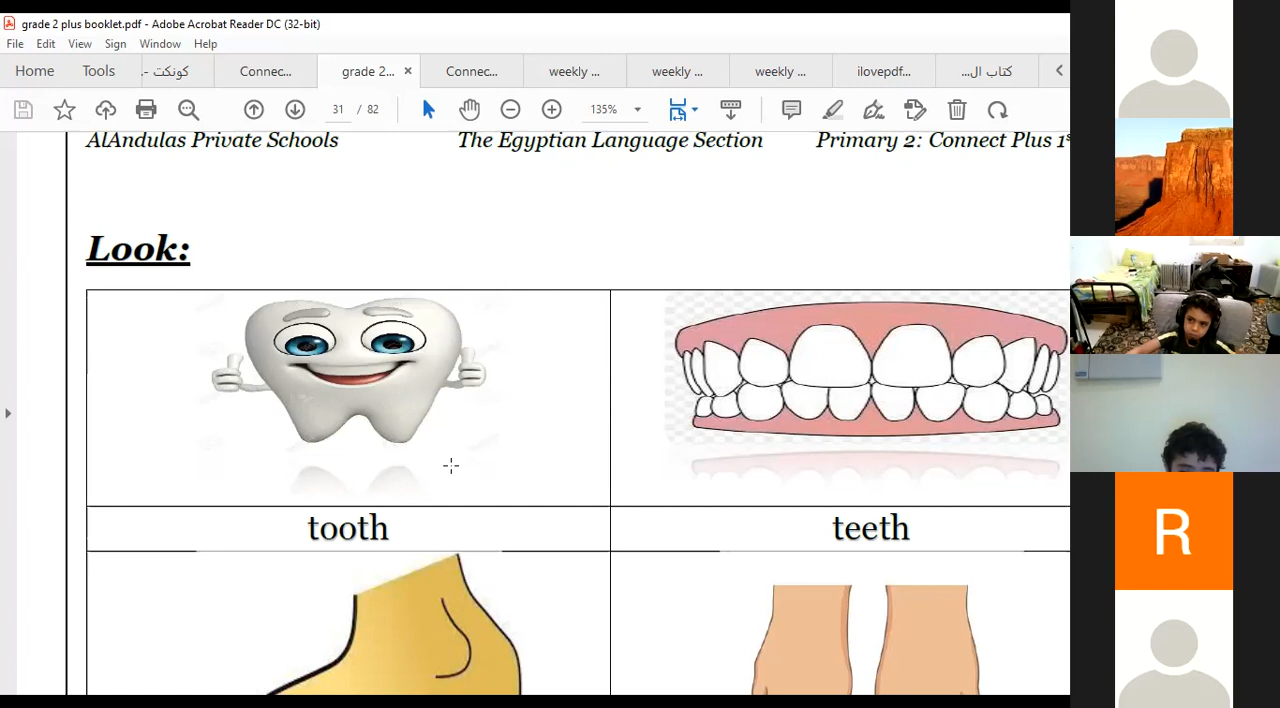 grade 2 plus booklet.pdf - Adobe Acrobat Reader DC (32-bit)
File Edit View Sign Window Help
Home Tools كونكت -. Connec... grade 2... × Connec... weekly ... weekly ... weekly ... ilovepdf... كتاب ال...
31 / 82 135%
AlAndulas Private Schools The Egyptian Language Section Primary 2: Connect Plus 1
Look:
tooth teeth
R